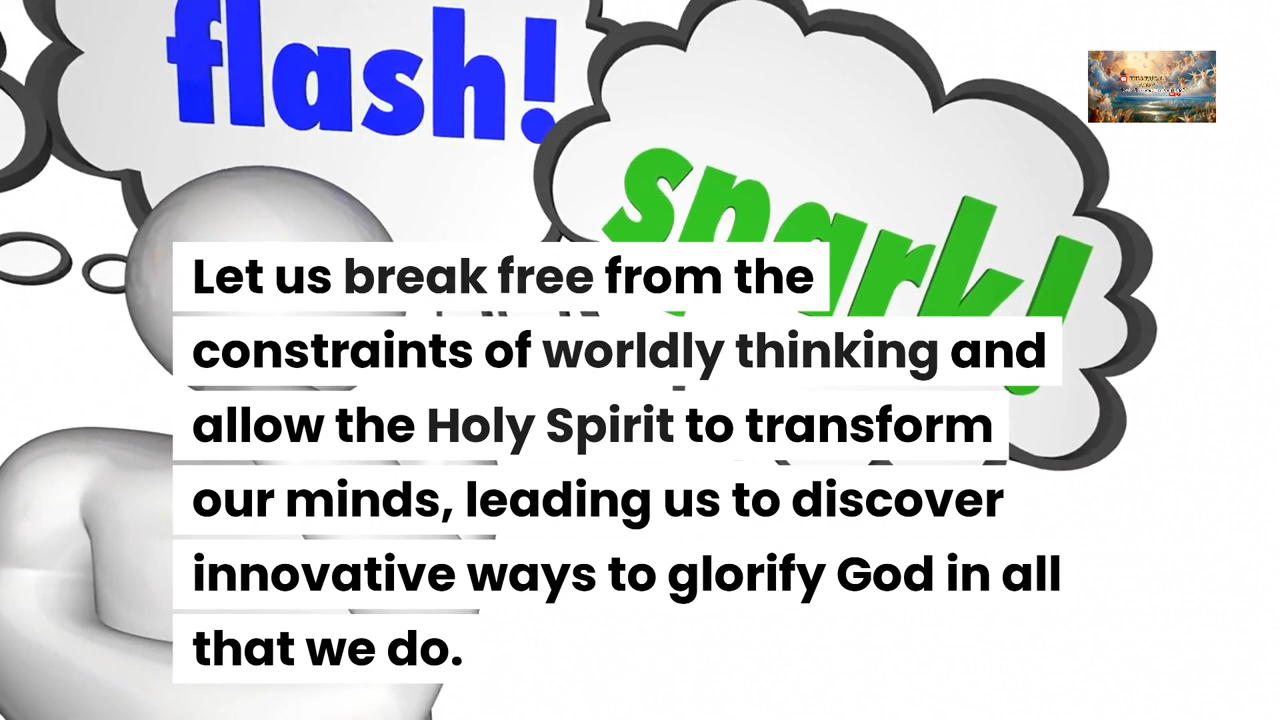 flash!
spark!
Let us break free from the
constraints of worldly thinking and
allow the Holy Spirit to transform
our minds, leading us to discover
innovative ways to glorify God in all
that we do.